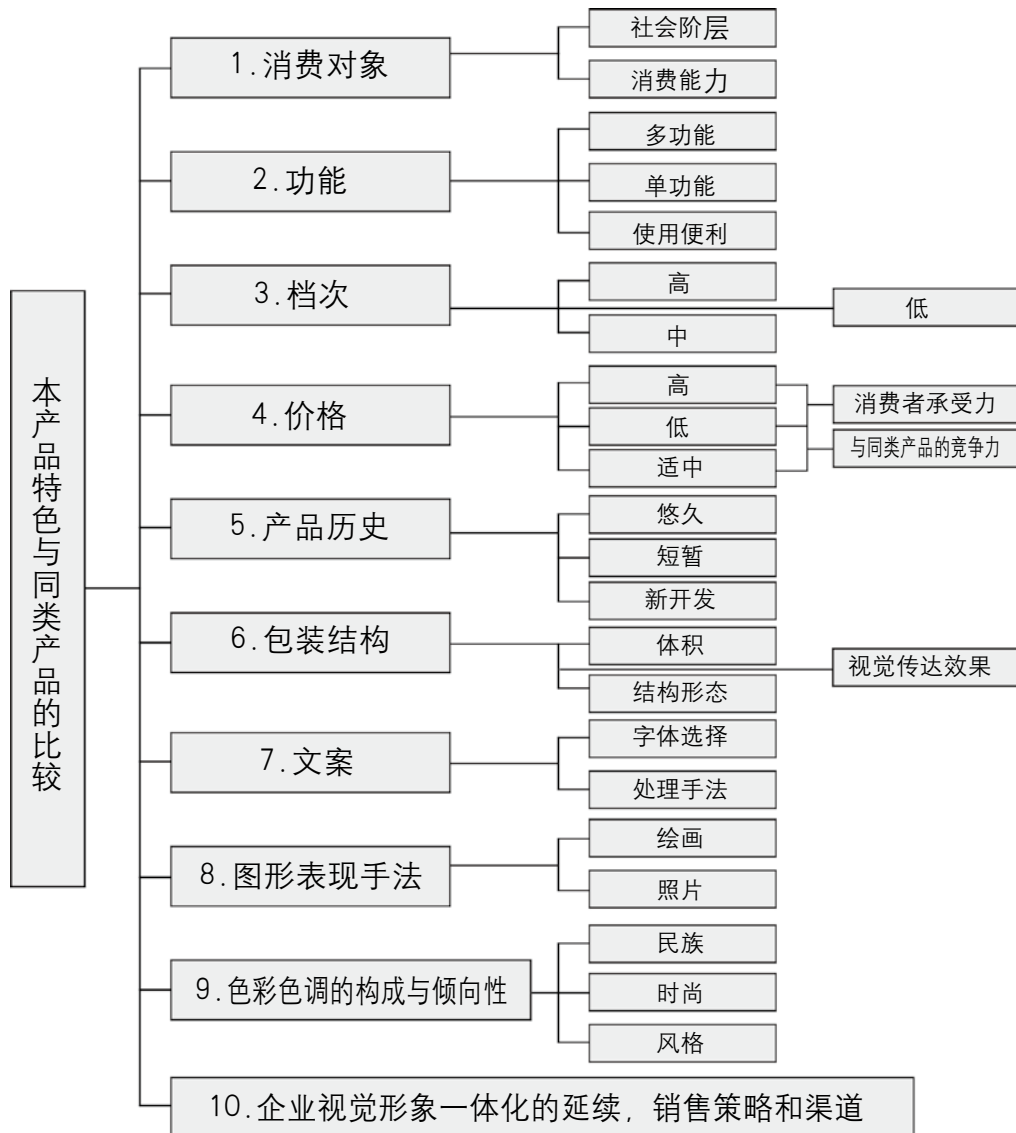 本产品特色与同类产品的比较
1.消费对象
社会阶层
消费能力
2.功能
多功能
单功能
使用便利
3.档次
高
中
低
4.价格
高
低
适中
消费者承受力
与同类产品的竞争力
5.产品历史
悠久
短暂
新开发
6.包装结构
体积
结构形态
视觉传达效果
7.文案
字体选择
处理手法
8.图形表现手法
绘画
照片
9.色彩色调的构成与倾向性
民族
时尚
风格
10.企业视觉形象一体化的延续，销售策略和渠道